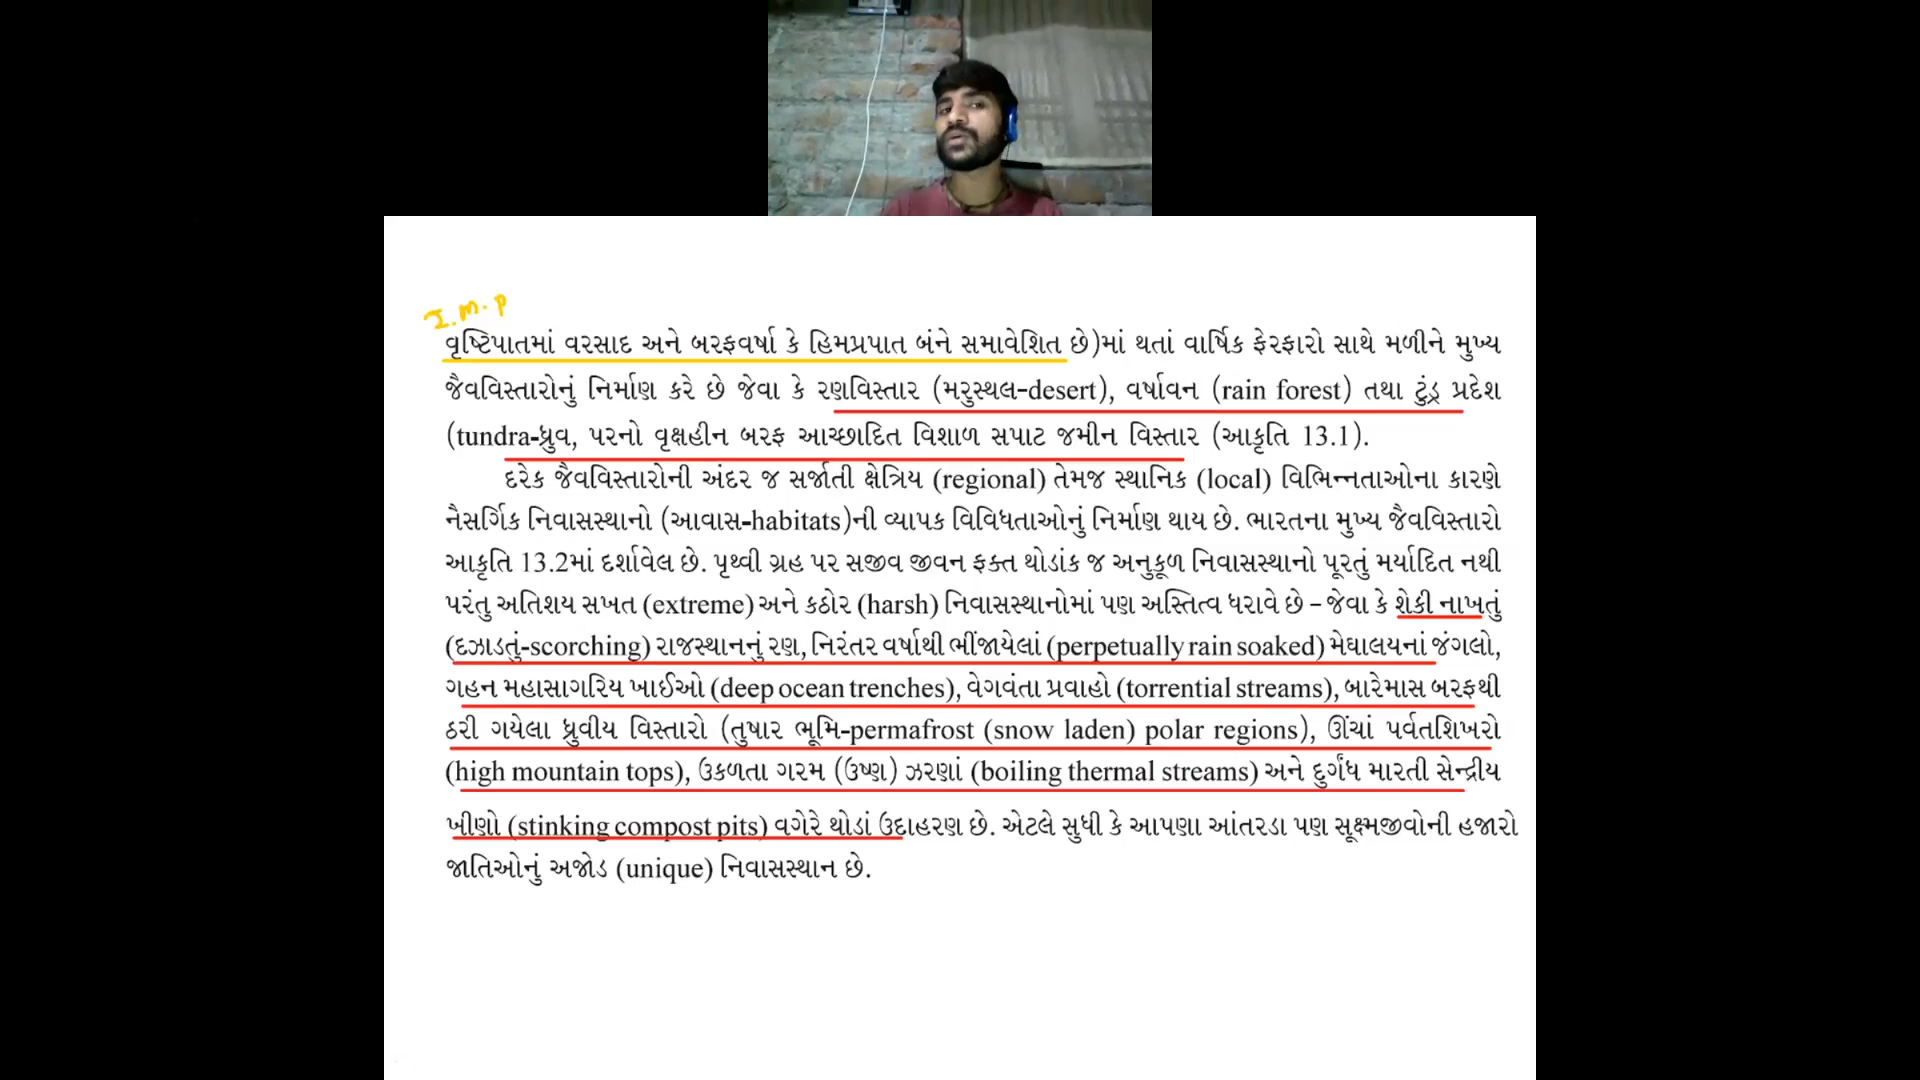 I.M.P
વૃષ્ટિપાતમાં વરસાદ અને બરફવર્ષા કે હિમપ્રપાત બંને સમાવેશિત છે)માં થતાં વાર્ષિક ફેરફારો સાથે મળીને મુખ્ય
જૈવવિસ્તારોનું નિર્માણ કરે છે જેવા કે રણવિસ્તાર (મરુસ્થલ-desert), વર્ષાવન (rain forest) તથા ટુંડ્ર પ્રદેશ
(tundra-ધ્રુવ, પરનો વૃક્ષહીન બરફ આચ્છાદિત વિશાળ સપાટ જમીન વિસ્તાર (આકૃતિ 13.1).
દરેક જૈવવિસ્તારોની અંદર જ સર્જાતી ક્ષેત્રિય (regional) તેમજ સ્થાનિક (local) વિભિન્નતાઓના કારણે
નૈસર્ગિક નિવાસસ્થાનો (આવાસ-habitats)ની વ્યાપક વિવિધતાઓનું નિર્માણ થાય છે. ભારતના મુખ્ય જૈવવિસ્તારો
આકૃતિ 13.2માં દર્શાવેલ છે. પૃથ્વી ગ્રહ પર સજીવ જીવન ફક્ત થોડાંક જ અનુકૂળ નિવાસસ્થાનો પૂરતું મર્યાદિત નથી
પરંતુ અતિશય સખત (extreme) અને કઠોર (harsh) નિવાસસ્થાનોમાં પણ અસ્તિત્વ ધરાવે છે – જેવા કે શેકી નાખતું
(દઝાડતું-scorching) રાજસ્થાનનું રણ, નિરંતર વર્ષાથી ભીંજાયેલાં (perpetually rain soaked) મેઘાલયનાં જંગલો,
ગહન મહાસાગરિય ખાઈઓ (deep ocean trenches), વેગવંતા પ્રવાહો (torrential streams), બારેમાસ બરફથી
ઠરી ગયેલા ધ્રુવીય વિસ્તારો (તુષાર ભૂમિ-permafrost (snow laden) polar regions), ઊંચાં પર્વતશિખરો
(high mountain tops), ઉકળતા ગરમ (ઉષ્ણ) ઝરણાં (boiling thermal streams) અને દુર્ગંધ મારતી સેન્દ્રીય
ખીણો (stinking compost pits) વગેરે થોડાં ઉદાહરણ છે. એટલે સુધી કે આપણા આંતરડા પણ સૂક્ષ્મજીવોની હજારો
જાતિઓનું અજોડ (unique) નિવાસસ્થાન છે.